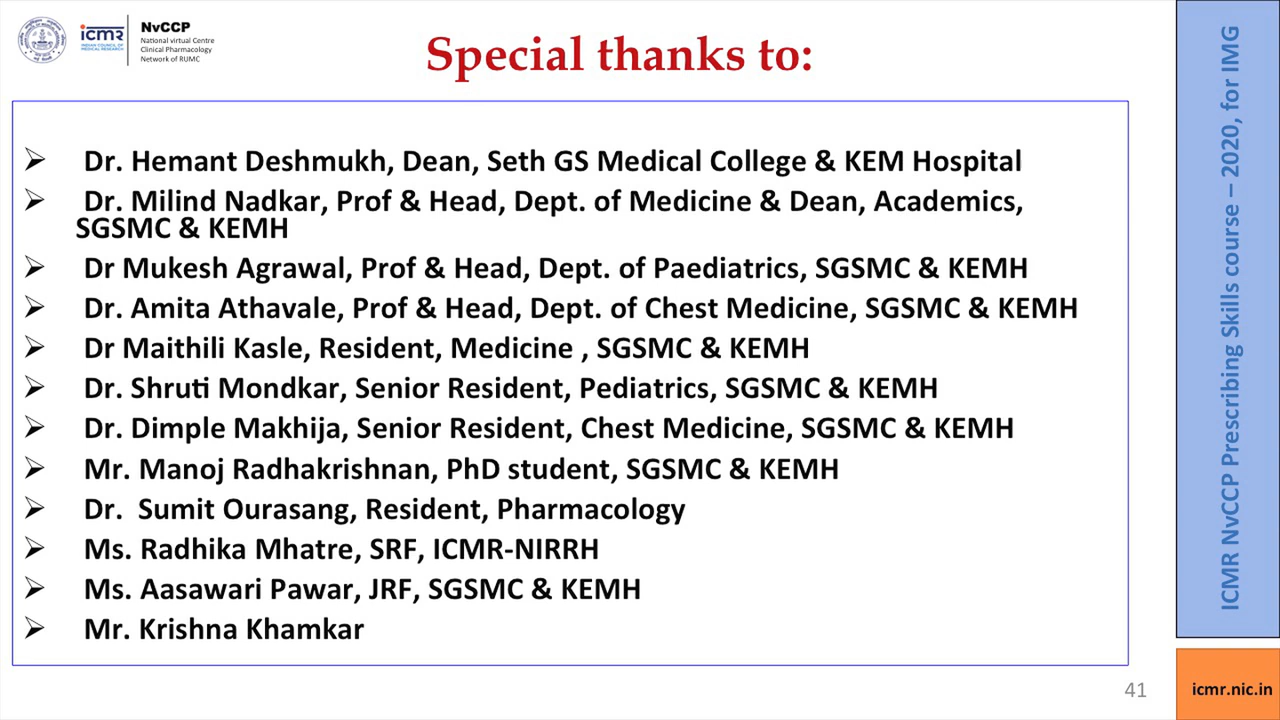 icmr
INDIAN COUNCIL OF
MEDICAL RESEARCH
NvCCP
National virtual Centre
Clinical Pharmacology
Network of RUMC
Special thanks to:
➢ Dr. Hemant Deshmukh, Dean, Seth GS Medical College & KEM Hospital
➢ Dr. Milind Nadkar, Prof & Head, Dept. of Medicine & Dean, Academics,
SGSMC & KEMH
➢ Dr Mukesh Agrawal, Prof & Head, Dept. of Paediatrics, SGSMC & KEMH
➢ Dr. Amita Athavale, Prof & Head, Dept. of Chest Medicine, SGSMC & KEMH
➢ Dr Maithili Kasle, Resident, Medicine , SGSMC & KEMH
➢ Dr. Shruti Mondkar, Senior Resident, Pediatrics, SGSMC & KEMH
➢ Dr. Dimple Makhija, Senior Resident, Chest Medicine, SGSMC & KEMH
➢ Mr. Manoj Radhakrishnan, PhD student, SGSMC & KEMH
➢ Dr.  Sumit Ourasang, Resident, Pharmacology
➢ Ms. Radhika Mhatre, SRF, ICMR-NIRRH
➢ Ms. Aasawari Pawar, JRF, SGSMC & KEMH
➢ Mr. Krishna Khamkar
41
ICMR NvCCP Prescribing Skills course – 2020, for IMG
icmr.nic.in